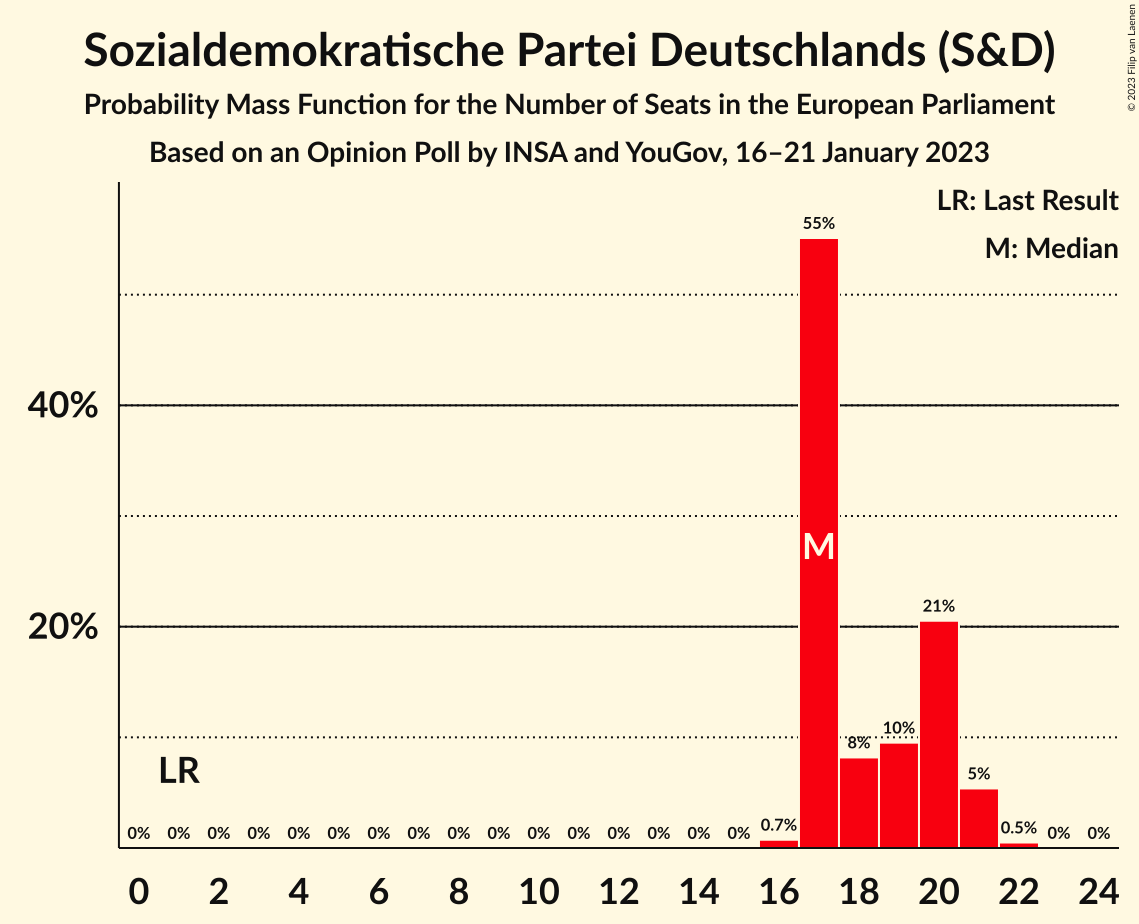 Sozialdemokratische Partei Deutschlands (S&D)
Probability Mass Function for the Number of Seats in the European Parliament
Based on an Opinion Poll by INSA and YouGov, 16–21 January 2023
© 2023 Filip van Laenen
LR: Last Result
M: Median
55%
40%
M
21%
20%
10%
8%
LR
5%
0% 0% 0% 0% 0% 0% 0% 0% 0% 0% 0% 0% 0% 0% 0% 0% 0.7% 0.5% 0% 0%
0 2 4 6 8 10 12 14 16 18 20 22 24